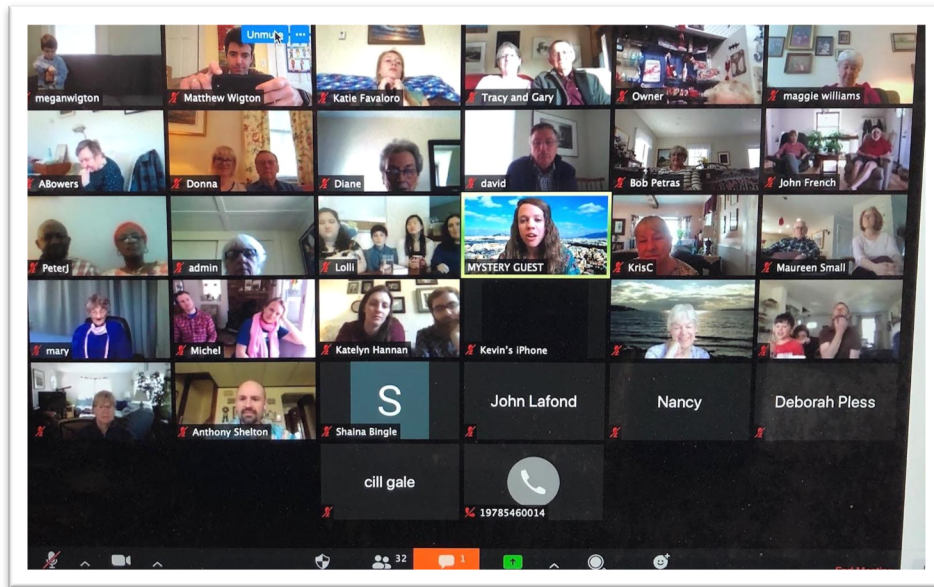 Unmute
meganwigton
Matthew Wigton
Katie Favaloro
Tracy and Gary
Owner
maggie williams
ABowers
Donna
Diane
david
Bob Petras
John French
PeterJ
admin
Lolli
MYSTERY GUEST
KrisC
Maureen Small
mary
Michel
Katelyn Hannan
Kevin's iPhone
Anthony Shelton
S
Shaina Bingle
John Lafond
Nancy
Deborah Pless
cill gale
19785460014
32
1
End Meeting